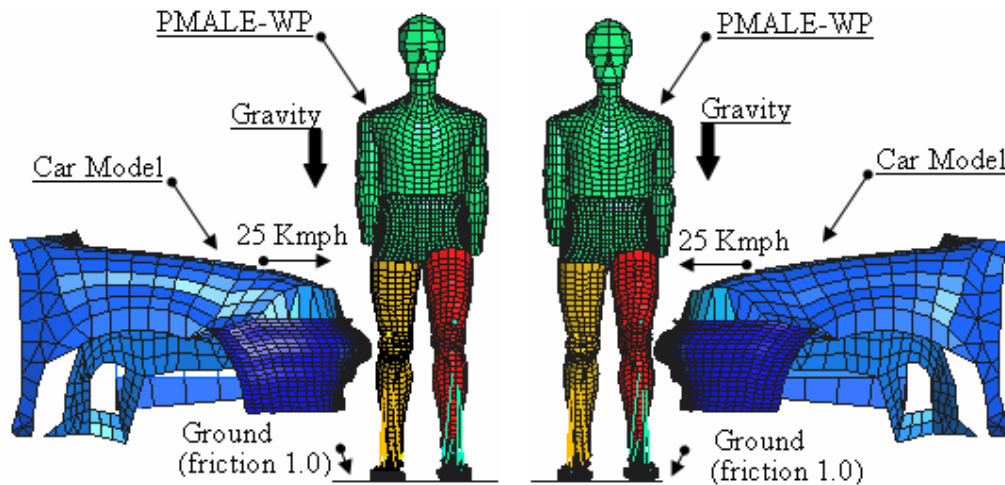 PMALE-WP
Gravity
Car Model
25 Kmph
Ground
(friction 1.0)
PMALE-WP
Gravity
Car Model
25 Kmph
Ground
(friction 1.0)